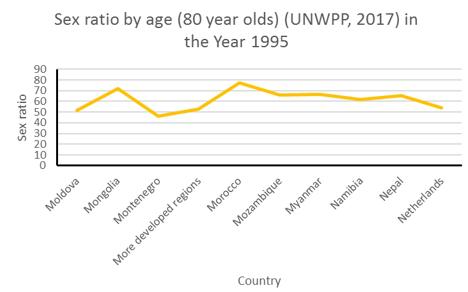 Sex ratio by age (80 year olds) (UNWPP, 2017) in
the Year 1995
90
80
70
60
50
40
30
20
10
0
Sex ratio
Moldova
Mongolia
Montenegro
More developed regions
Morocco
Mozambique
Myanmar
Namibia
Nepal
Netherlands
Country